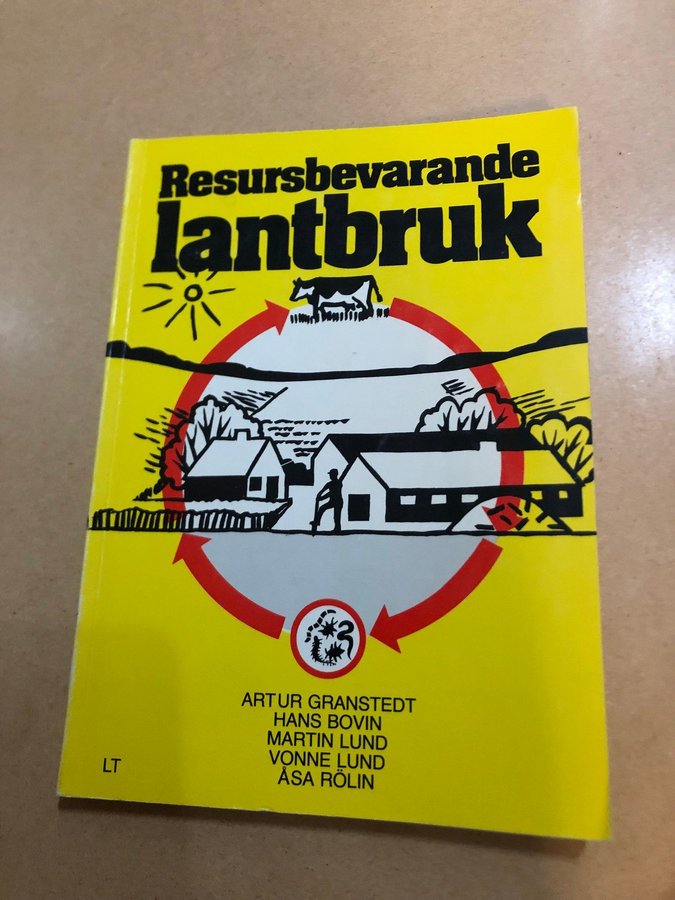 Resursbevarande
lantbruk
ARTUR GRANSTEDT
HANS BOVIN
MARTIN LUND
VONNE LUND
ÅSA RÖLIN
LT